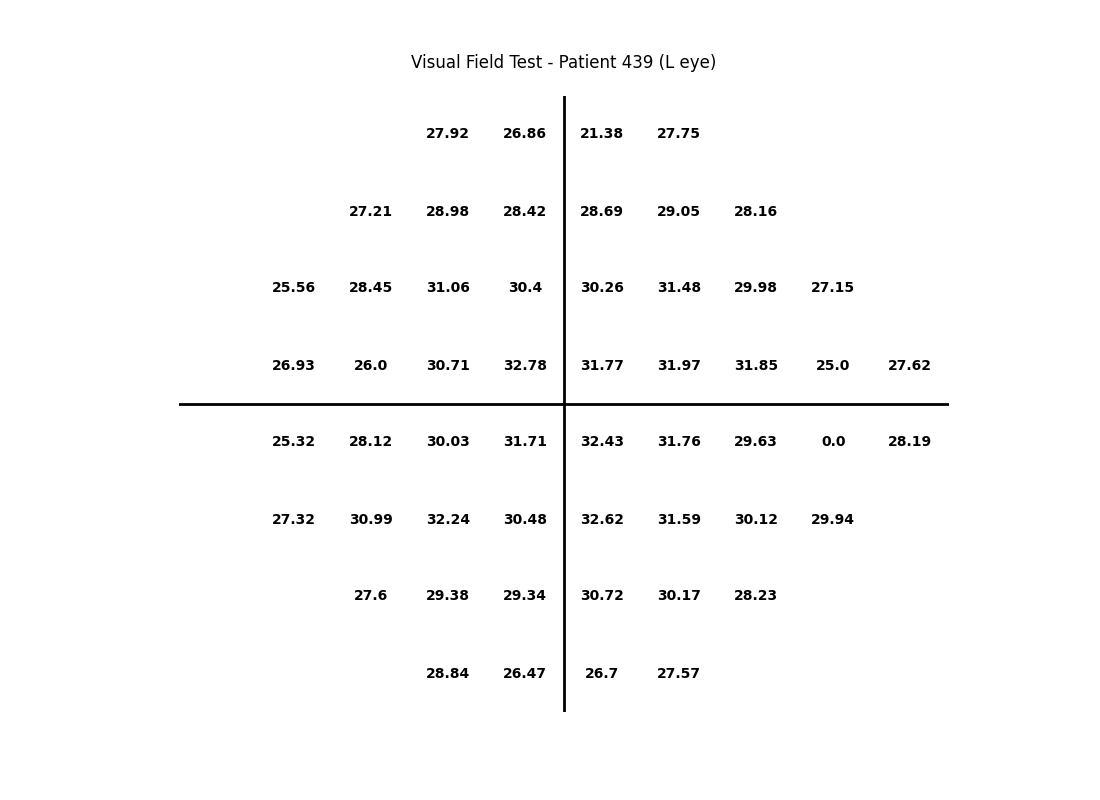 Visual Field Test - Patient 439 (L eye)
27.92 26.86 21.38 27.75
27.21 28.98 28.42 28.69 29.05 28.16
25.56 28.45 31.06 30.4 30.26 31.48 29.98 27.15
26.93 26.0 30.71 32.78 31.77 31.97 31.85 25.0 27.62
25.32 28.12 30.03 31.71 32.43 31.76 29.63 0.0 28.19
27.32 30.99 32.24 30.48 32.62 31.59 30.12 29.94
27.6 29.38 29.34 30.72 30.17 28.23
28.84 26.47 26.7 27.57